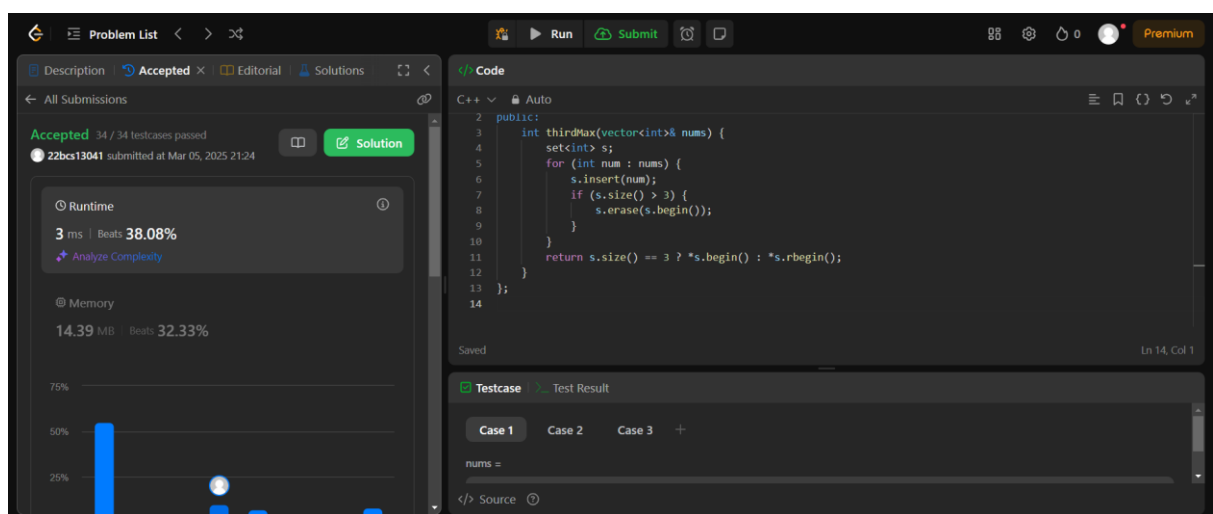 Problem List
Run
Submit
0
Premium
Description
Accepted
Editorial
Solutions
All Submissions
Accepted 34 / 34 testcases passed
22bcs13041 submitted at Mar 05, 2025 21:24
Solution
Runtime
3 ms | Beats 38.08%
Analyze Complexity
Memory
14.39 MB | Beats 32.33%
75%
50%
25%
</> Code
C++
Auto
2 public:
3 int thirdMax(vector<int>& nums) {
4 set<int> s;
5 for (int num : nums) {
6 s.insert(num);
7 if (s.size() > 3) {
8 s.erase(s.begin());
9 }
10 }
11 return s.size() == 3 ? *s.begin() : *s.rbegin();
12 }
13 };
14
Saved
Ln 14, Col 1
Testcase
>_ Test Result
Case 1
Case 2
Case 3
+
nums =
</> Source